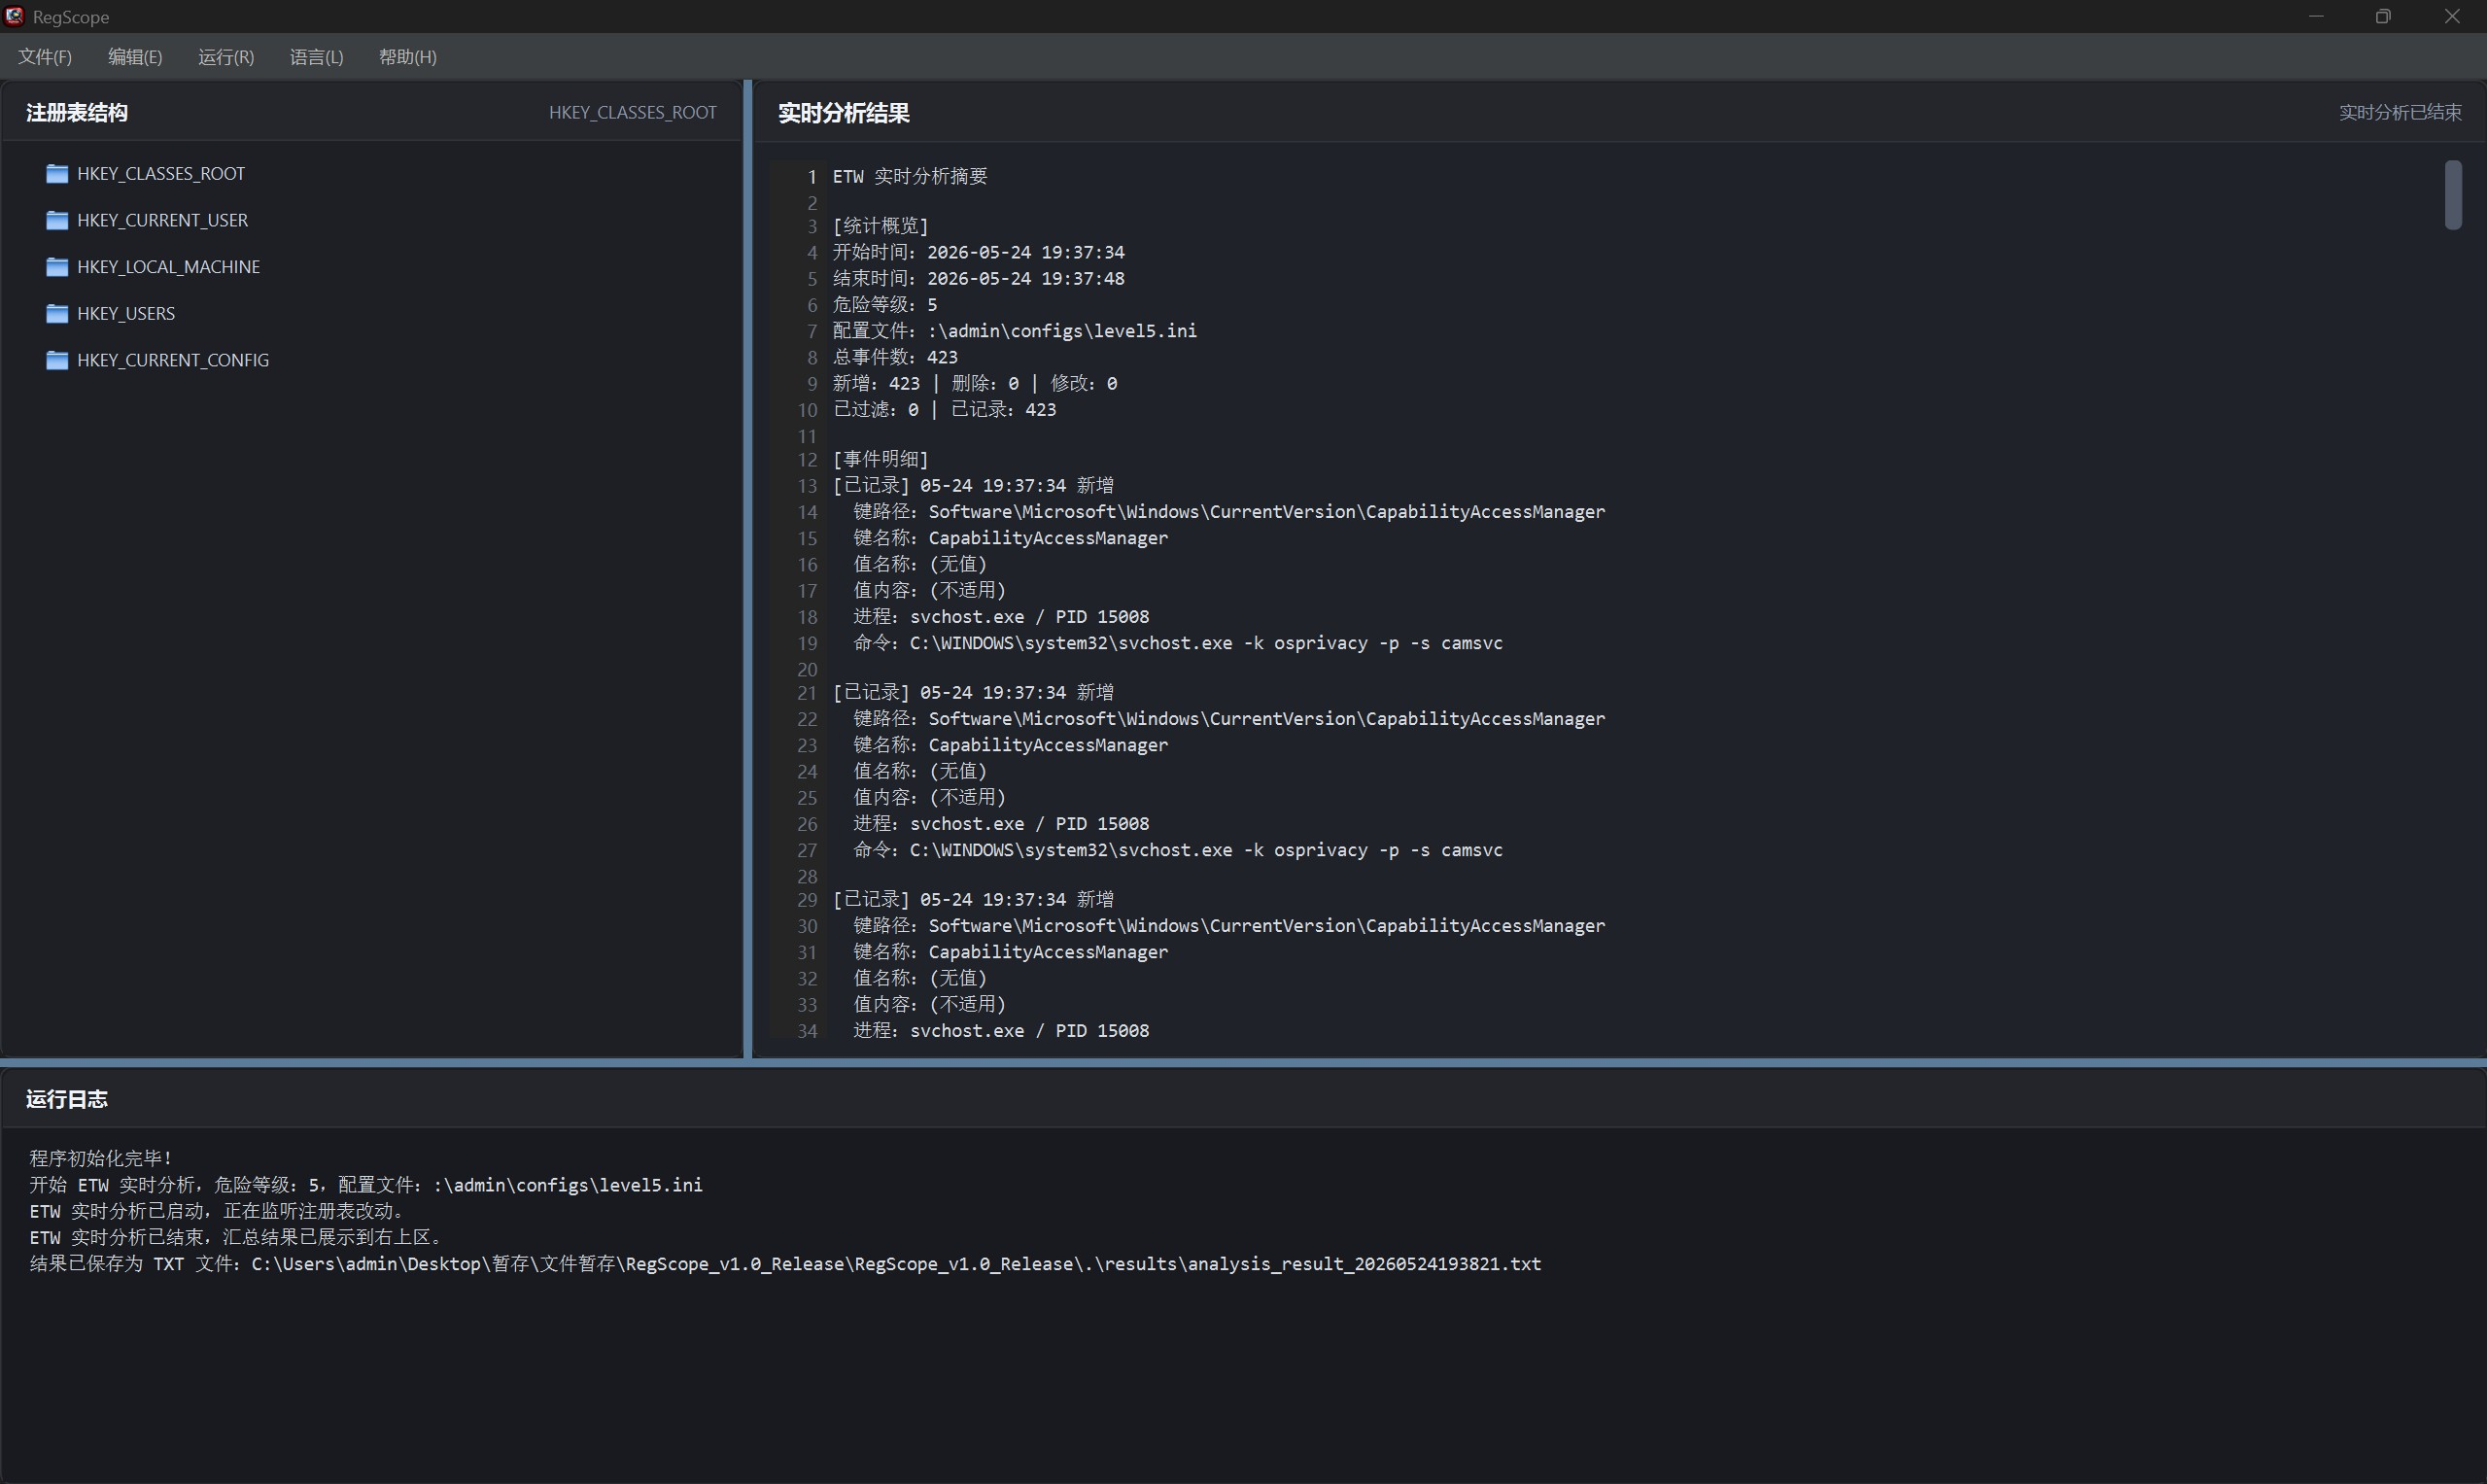 RegScope
文件(F) 编辑(E) 运行(R) 语言(L) 帮助(H)
注册表结构 HKEY_CLASSES_ROOT
HKEY_CLASSES_ROOT
HKEY_CURRENT_USER
HKEY_LOCAL_MACHINE
HKEY_USERS
HKEY_CURRENT_CONFIG
实时分析结果 实时分析已结束
1 ETW 实时分析摘要
2
3 [统计概览]
4 开始时间: 2026-05-24 19:37:34
5 结束时间: 2026-05-24 19:37:48
6 危险等级: 5
7 配置文件: :\admin\configs\level5.ini
8 总事件数: 423
9 新增: 423 | 删除: 0 | 修改: 0
10 已过滤: 0 | 已记录: 423
11
12 [事件明细]
13 [已记录] 05-24 19:37:34 新增
14 键路径: Software\Microsoft\Windows\CurrentVersion\CapabilityAccessManager
15 键名称: CapabilityAccessManager
16 值名称: (无值)
17 值内容: (不适用)
18 进程: svchost.exe / PID 15008
19 命令: C:\WINDOWS\system32\svchost.exe -k osprivacy -p -s camsvc
20
21 [已记录] 05-24 19:37:34 新增
22 键路径: Software\Microsoft\Windows\CurrentVersion\CapabilityAccessManager
23 键名称: CapabilityAccessManager
24 值名称: (无值)
25 值内容: (不适用)
26 进程: svchost.exe / PID 15008
27 命令: C:\WINDOWS\system32\svchost.exe -k osprivacy -p -s camsvc
28
29 [已记录] 05-24 19:37:34 新增
30 键路径: Software\Microsoft\Windows\CurrentVersion\CapabilityAccessManager
31 键名称: CapabilityAccessManager
32 值名称: (无值)
33 值内容: (不适用)
34 进程: svchost.exe / PID 15008
运行日志
程序初始化完毕!
开始 ETW 实时分析，危险等级: 5，配置文件: :\admin\configs\level5.ini
ETW 实时分析已启动，正在监听注册表改动。
ETW 实时分析已结束，汇总结果已展示到右上区。
结果已保存为 TXT 文件: C:\Users\admin\Desktop\暂存\文件暂存\RegScope_v1.0_Release\RegScope_v1.0_Release\.\results\analysis_result_20260524193821.txt